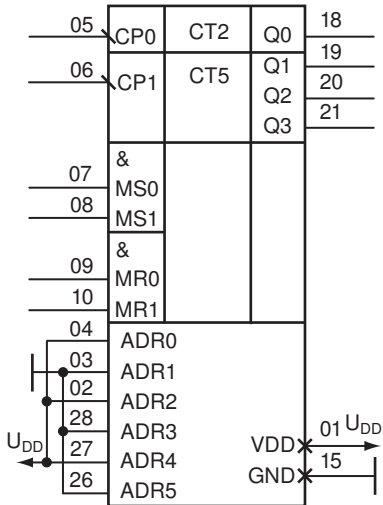 05 CP0 CT2 Q0 18
06 CP1 CT5 Q1 19
Q2 20
Q3 21
&
07 MS0
08 MS1
&
09 MR0
10 MR1
04 ADR0
03 ADR1
02 ADR2
28 ADR3
UDD 27 ADR4 VDD 01 UDD
26 ADR5 GND 15